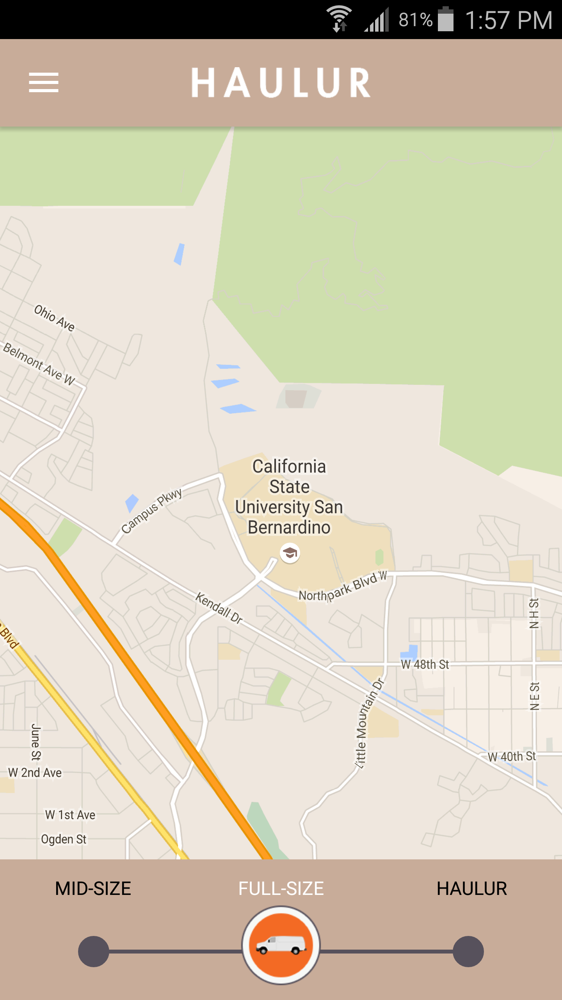 81% 1:57 PM
HAULUR
Ohio Ave
Belmont Ave W
California
State
University San
Bernardino
Campus Pkwy
Northpark Blvd W
Kendall Dr
N H St
Blvd
W 48th St
Little Mountain Dr
N E St
June St
W 40th St
W 2nd Ave
W 1st Ave
Ogden St
MID-SIZE FULL-SIZE HAULUR